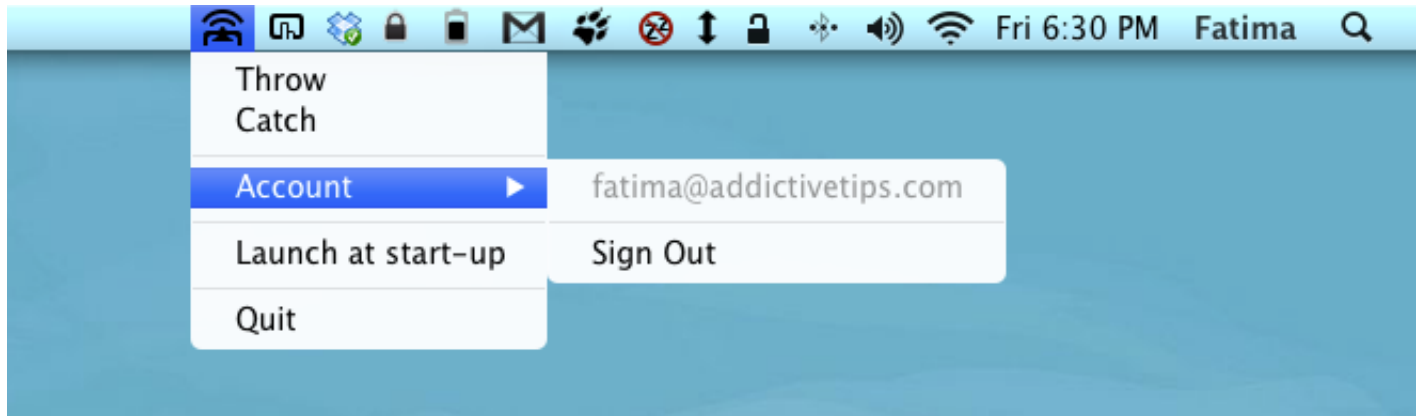 Fri 6:30 PM Fatima
Throw
Catch
Account
fatima@addictivetips.com
Launch at start-up
Sign Out
Quit